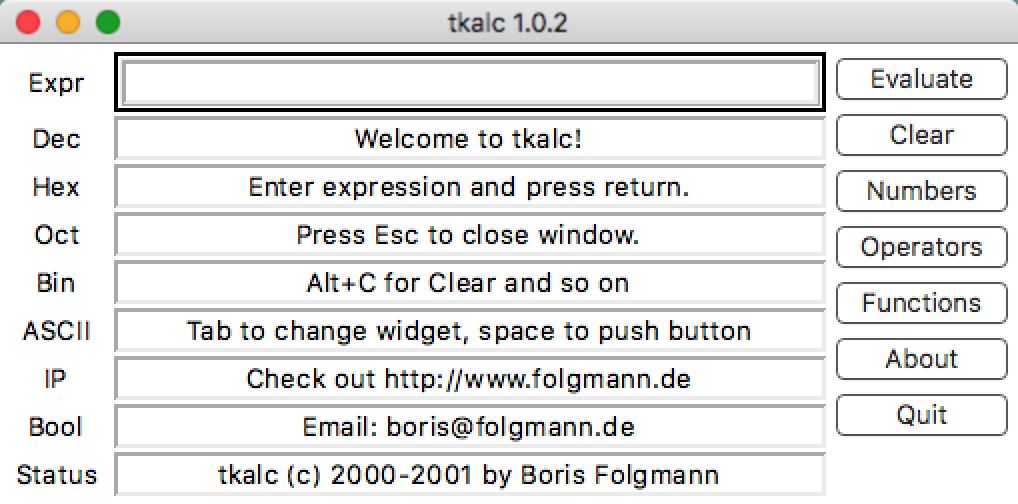 tkalc 1.0.2
Expr Evaluate
Dec Welcome to tkalc! Clear
Hex Enter expression and press return. Numbers
Oct Press Esc to close window. Operators
Bin Alt+C for Clear and so on Functions
ASCII Tab to change widget, space to push button
IP Check out http://www.folgmann.de About
Bool Email: boris@folgmann.de Quit
Status tkalc (c) 2000-2001 by Boris Folgmann